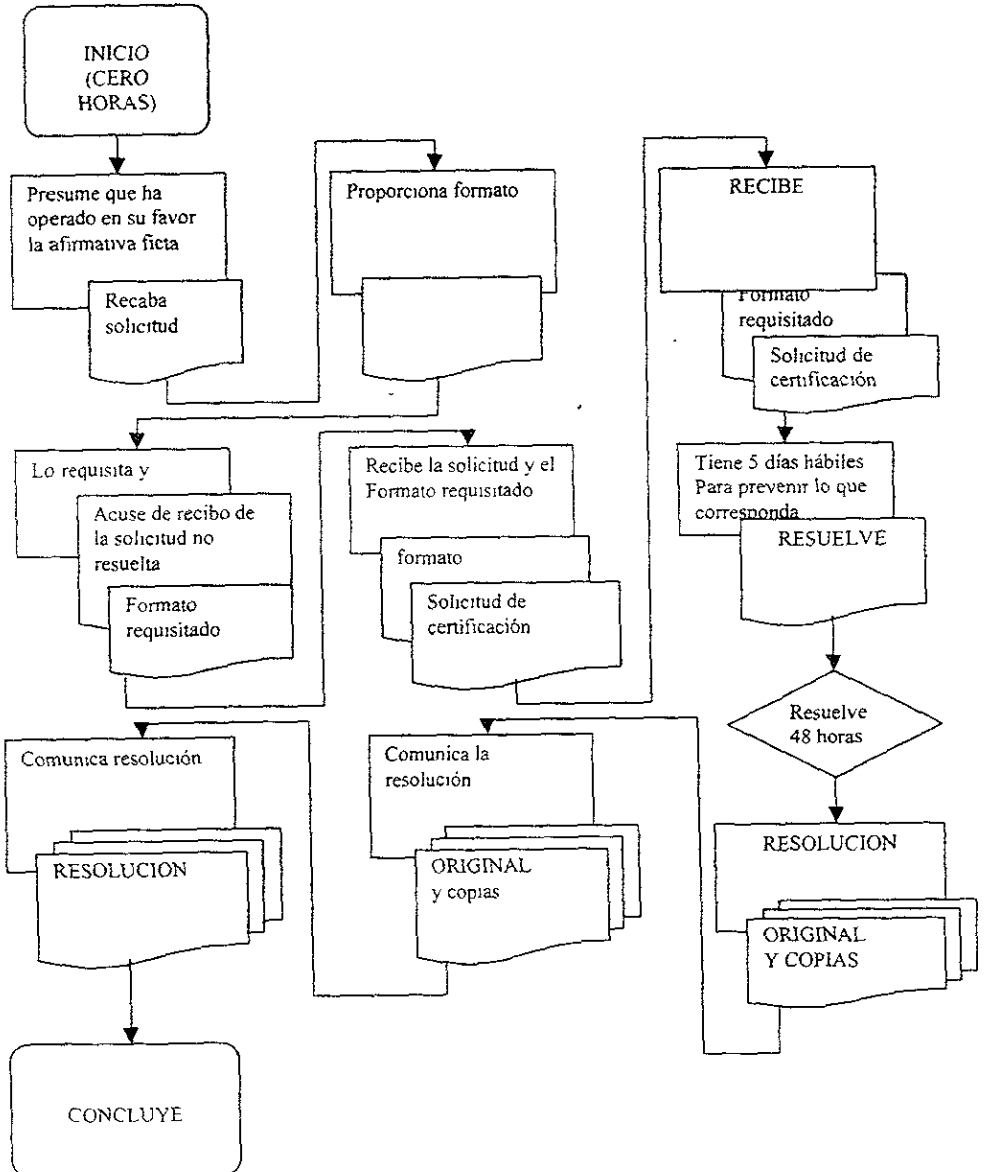 INICIO
(CERO
HORAS)
Presume que ha
operado en su favor
la afirmativa ficta
Recaba
solicitud
Proporciona formato
RECIBE
Formato
requisitado
Solicitud de
certificación
Lo requisita y
Acuse de recibo de
la solicitud no
resuelta
Formato
requisitado
Recibe la solicitud y el
Formato requisitado
formato
Solicitud de
certificación
Tiene 5 días hábiles
Para prevenir lo que
corresponda
RESUELVE
Resuelve
48 horas
Comunica resolución
RESOLUCION
Comunica la
resolución
ORIGINAL
y copias
RESOLUCION
ORIGINAL
Y COPIAS
CONCLUYE